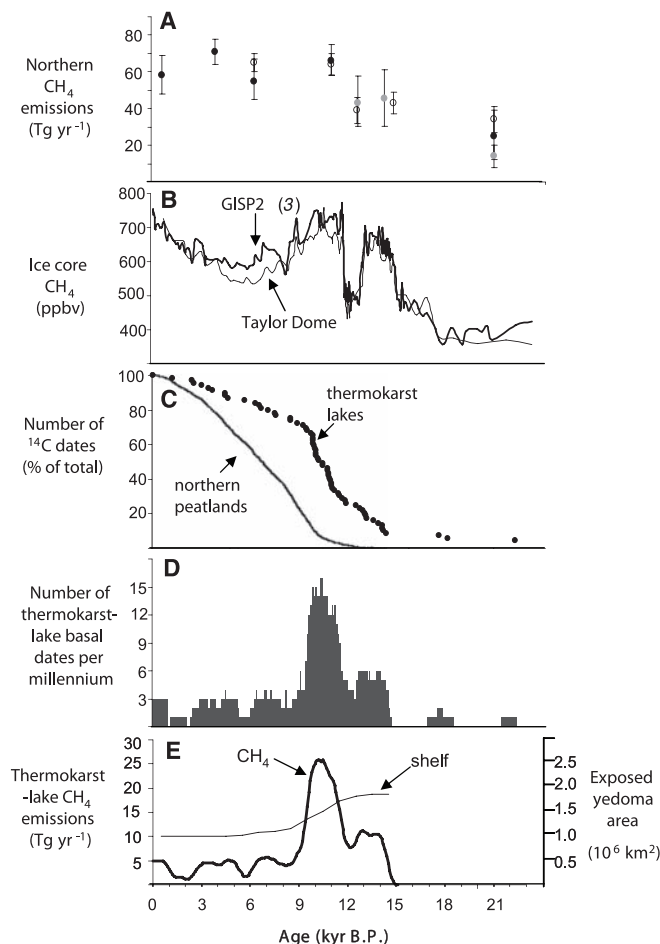 A
Northern
CH4
emissions
(Tg yr-1)
80
60
40
20
B
GISP2 (3)
Taylor Dome
Ice core
CH4
(ppbv)
800
700
600
500
400
C
thermokarst
lakes
northern
peatlands
Number of
14C dates
(% of total)
100
80
60
40
20
D
Number of
thermokarst-
lake basal
dates per
millennium
15
12
9
6
3
E
CH4
shelf
Thermokarst
-lake CH4
emissions
(Tg yr-1)
30
25
20
15
10
5
2.5
2.0
1.5
1.0
0.5
Exposed
yedoma
area
(10^6 km2)
0 3 6 9 12 15 18 21
Age (kyr B.P.)